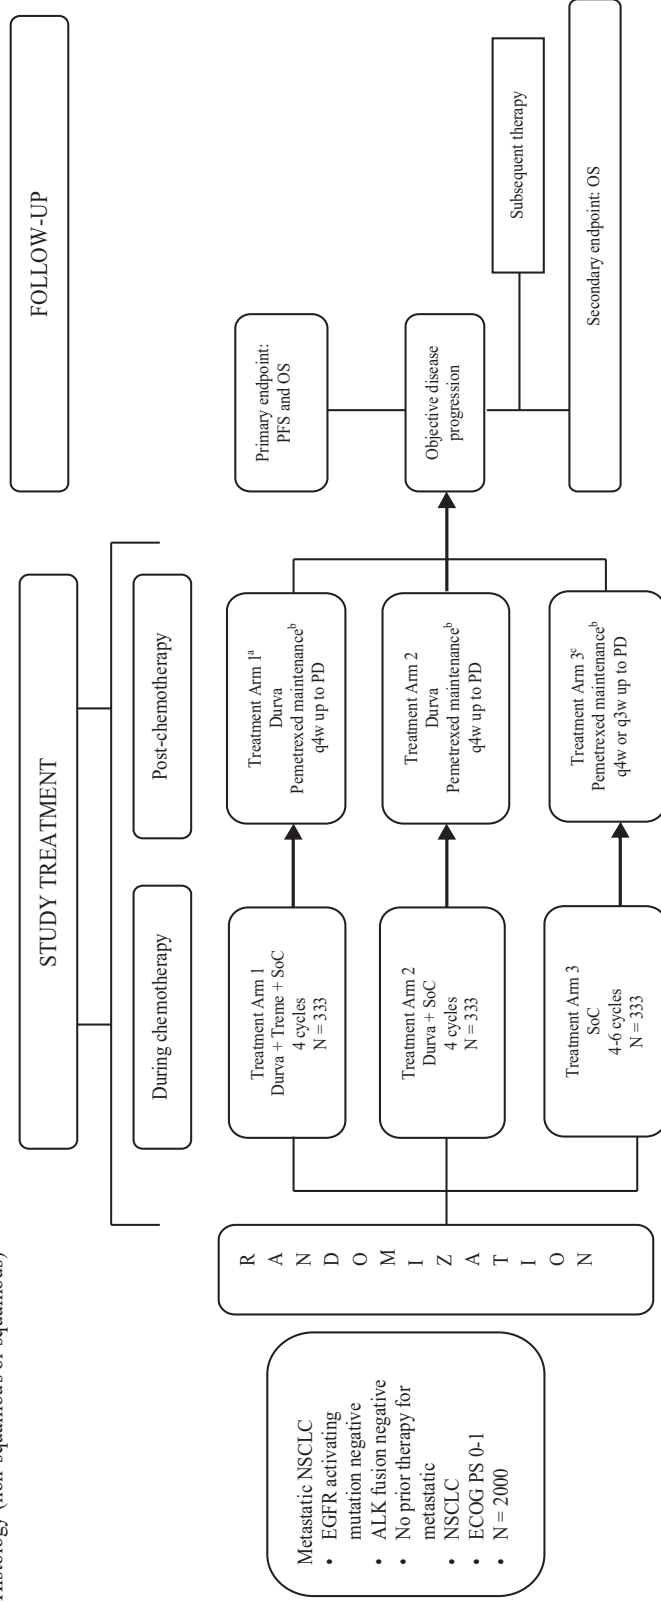 Histology (non-squamous or squamous)
STUDY TREATMENT
FOLLOW-UP
During chemotherapy
Post-chemotherapy
Metastatic NSCLC
• EGFR activating
mutation negative
• ALK fusion negative
• No prior therapy for
metastatic
• NSCLC
• ECOG PS 0-1
• N = 2000
R
A
N
D
O
M
I
Z
A
T
I
O
N
Treatment Arm 1
Durva + Treme + SoC
4 cycles
N = 333
Treatment Arm 1ᵃ
Durva
Pemetrexed maintenanceᵇ
q4w up to PD
Treatment Arm 2
Durva + SoC
4 cycles
N = 333
Treatment Arm 2
Durva
Pemetrexed maintenanceᵇ
q4w up to PD
Treatment Arm 3
SoC
4-6 cycles
N = 333
Treatment Arm 3ᶜ
Pemetrexed maintenanceᵇ
q4w or q3w up to PD
Primary endpoint:
PFS and OS
Objective disease
progression
Subsequent therapy
Secondary endpoint: OS